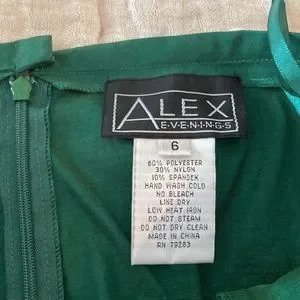 ALEX
E·V·E·N·I·N·G·S
6
60% POLYESTER
30% NYLON
10% SPANDEX
HAND WASH COLD
NO BLEACH
LINE DRY
LOW HEAT IRON
DO NOT STEAM
DO NOT DRY CLEAN
MADE IN CHINA
RN 79283